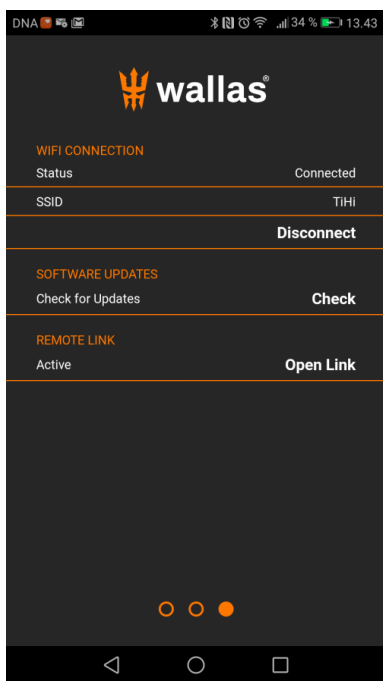 DNA 34 % 13.43
wallas®
WIFI CONNECTION
Status Connected
SSID TiHi
Disconnect
SOFTWARE UPDATES
Check for Updates Check
REMOTE LINK
Active Open Link